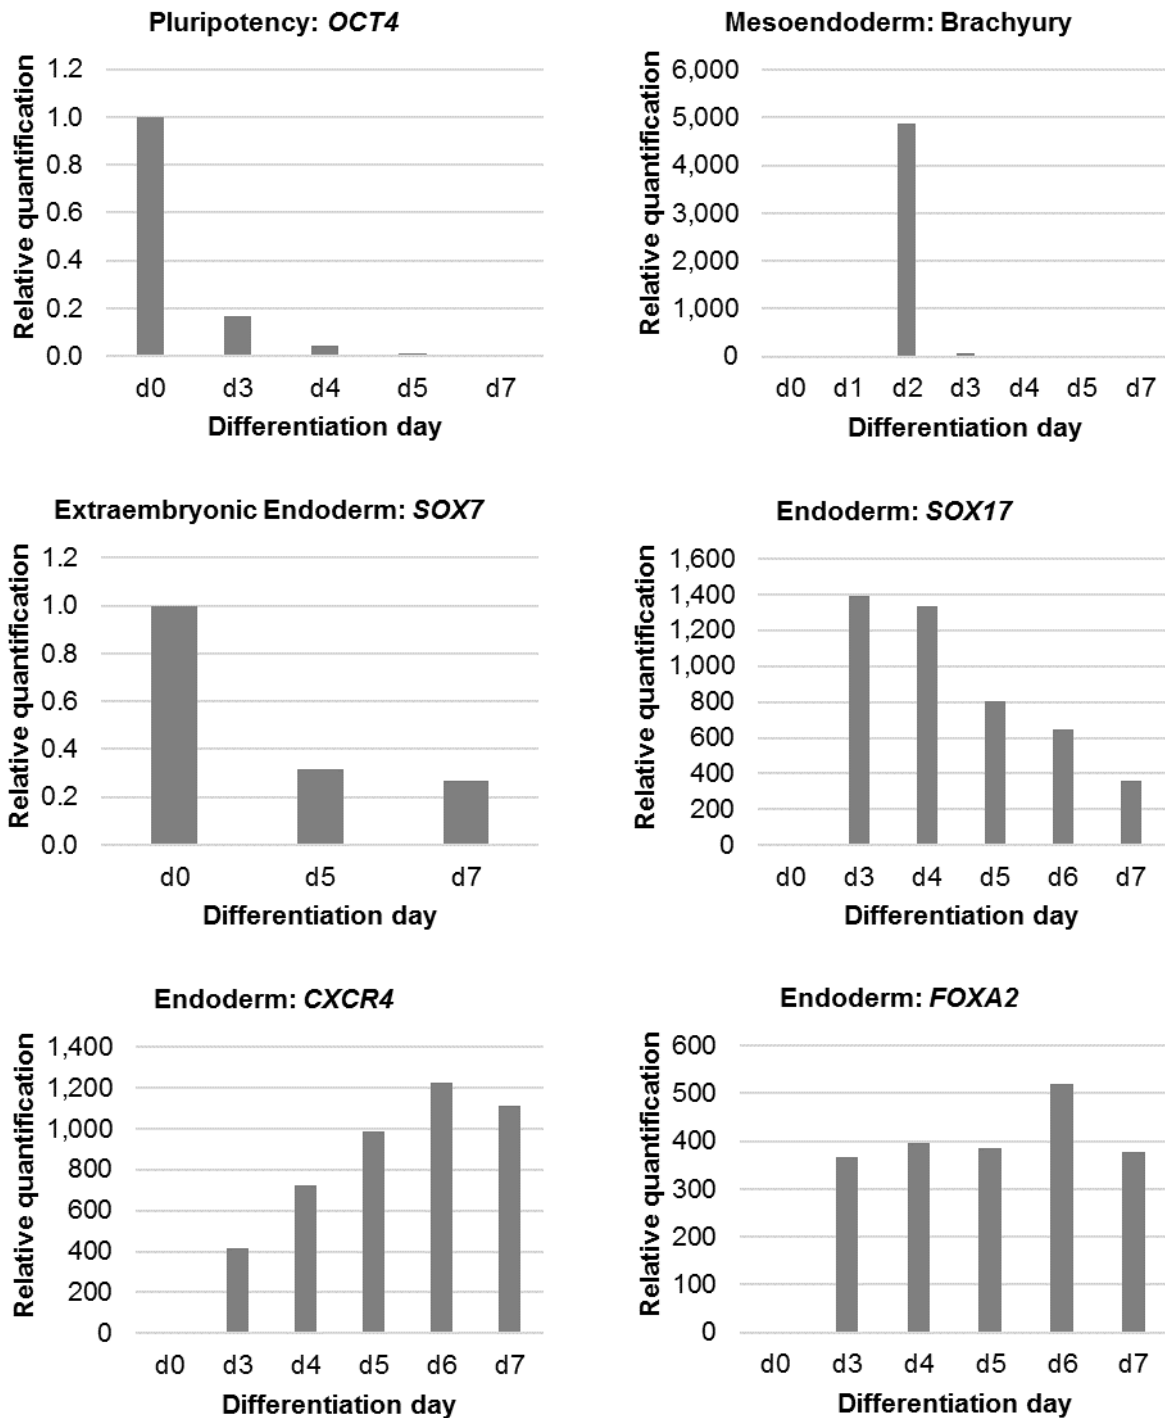 Pluripotency: OCT4
Relative quantification
1.2
1.0
0.8
0.6
0.4
0.2
0.0
d0 d3 d4 d5 d7
Differentiation day
Mesoendoderm: Brachyury
Relative quantification
6,000
5,000
4,000
3,000
2,000
1,000
0
d0 d1 d2 d3 d4 d5 d7
Differentiation day
Extraembryonic Endoderm: SOX7
Relative quantification
1.2
1.0
0.8
0.6
0.4
0.2
0.0
d0 d5 d7
Differentiation day
Endoderm: SOX17
Relative quantification
1,600
1,400
1,200
1,000
800
600
400
200
0
d0 d3 d4 d5 d6 d7
Differentiation day
Endoderm: CXCR4
Relative quantification
1,400
1,200
1,000
800
600
400
200
0
d0 d3 d4 d5 d6 d7
Differentiation day
Endoderm: FOXA2
Relative quantification
600
500
400
300
200
100
0
d0 d3 d4 d5 d6 d7
Differentiation day